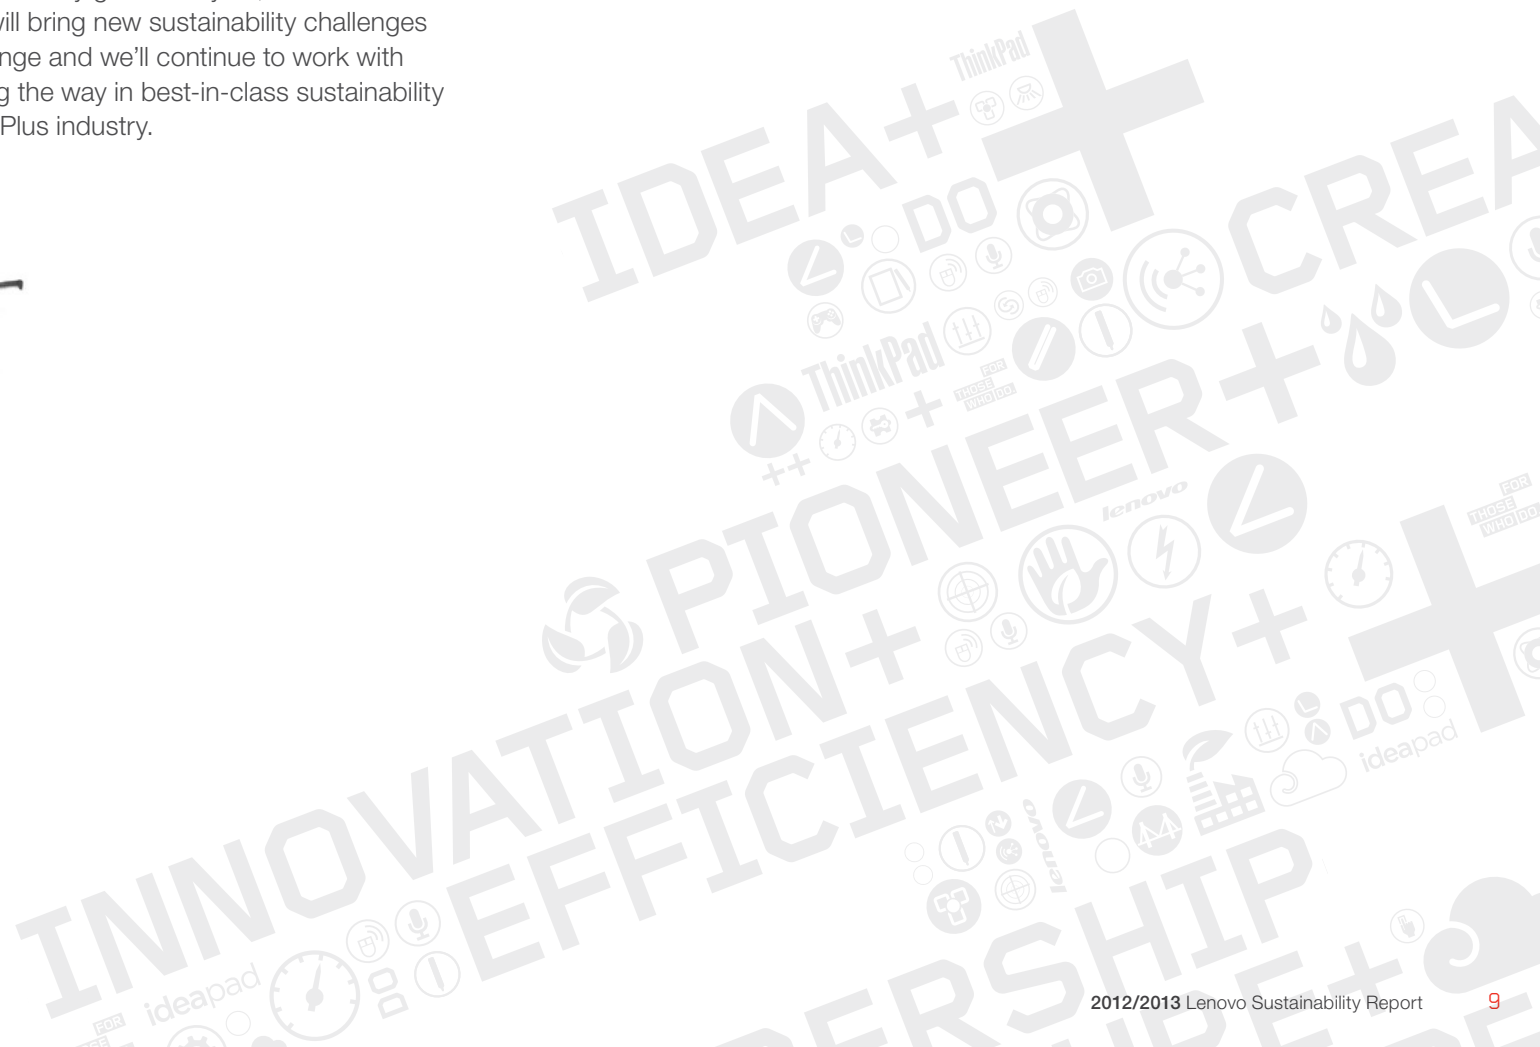 will bring new sustainability challenges
nge and we'll continue to work with
g the way in best-in-class sustainability
Plus industry.
ThinkPad
IDEA+
DO
CREA
ThinkPad
FOR
THOSE
WHO DO.
++
PIONEER+
lenovo
FOR
THOSE
WHO DO
INNOVATION+
EFFICIENCY+
DO
ideapad
lenovo
ERSHIP
DO
ideapad
FOR
2012/2013 Lenovo Sustainability Report 9